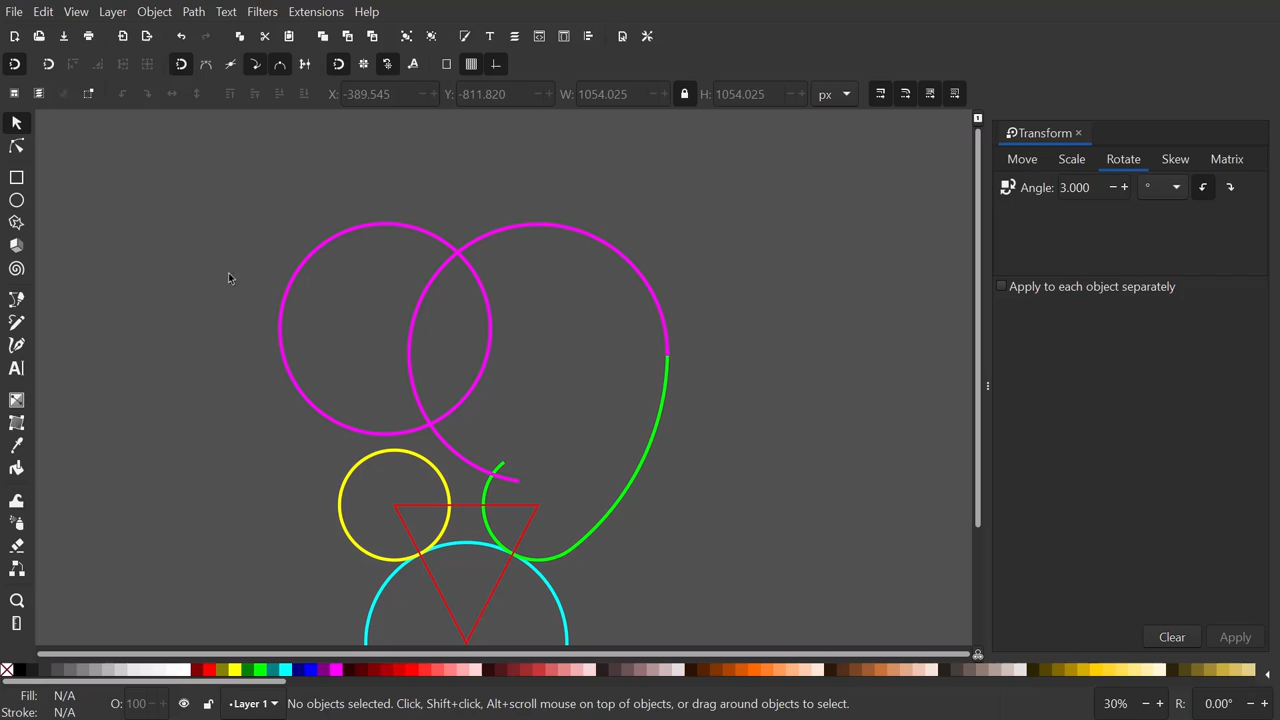 File Edit View Layer Object Path Text Filters Extensions Help
X: -389.545 Y: -811.820 W: 1054.025 H: 1054.025 px
1
Transform
Move Scale Rotate Skew Matrix
Angle: 3.000 °
Apply to each object separately
Clear Apply
Fill: N/A
Stroke: N/A
O: 100
Layer 1
No objects selected. Click, Shift+click, Alt+scroll mouse on top of objects, or drag around objects to select.
30% R: 0.00°